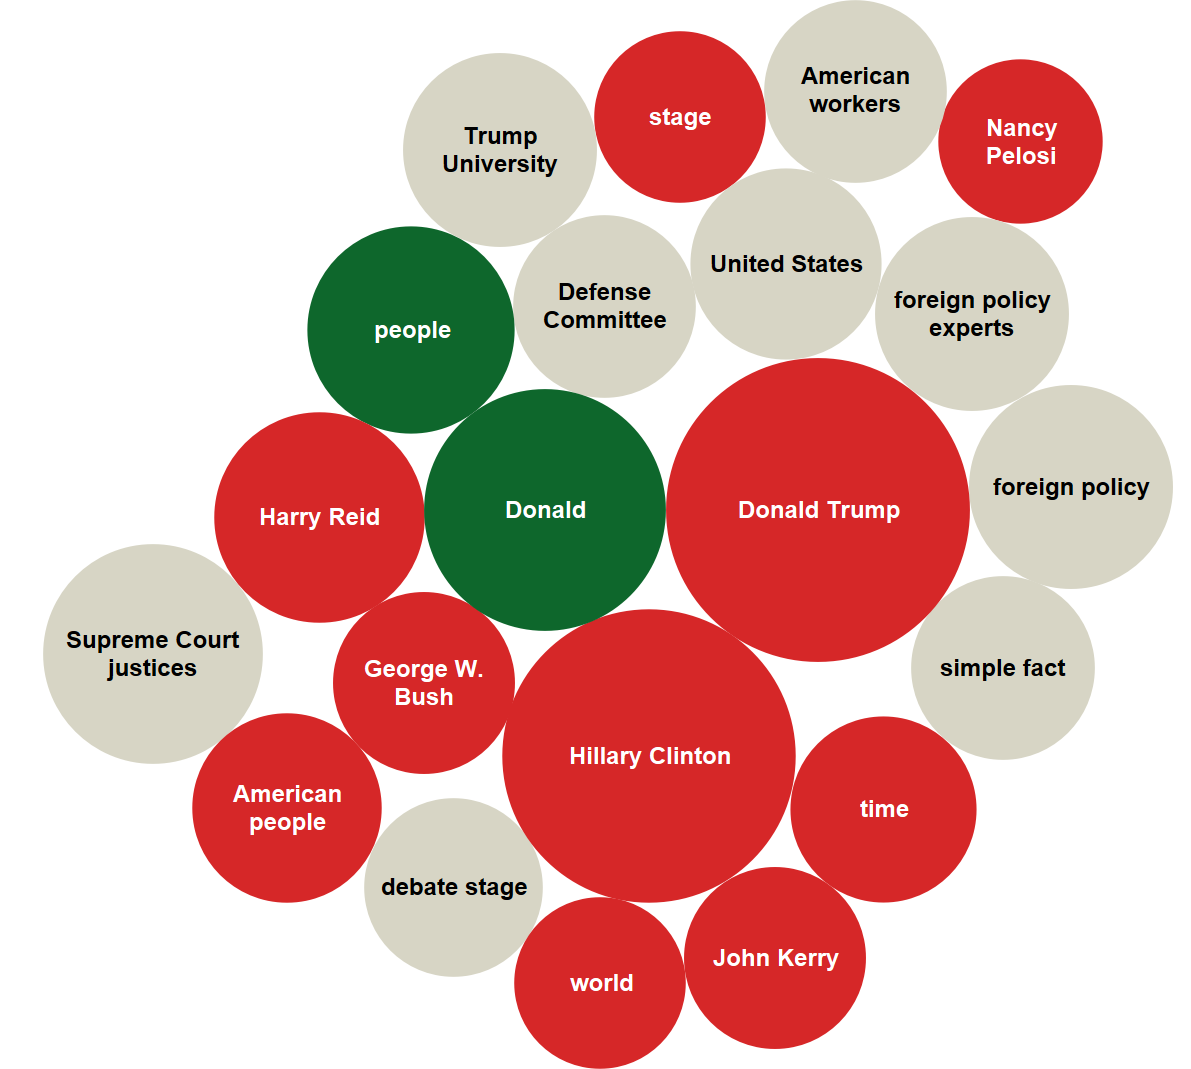 American
workers
stage
Nancy
Pelosi
Trump
University
United States
Defense
Committee
foreign policy
experts
people
foreign policy
Donald
Donald Trump
Harry Reid
Supreme Court
justices
George W.
Bush
simple fact
Hillary Clinton
American
people
time
debate stage
John Kerry
world